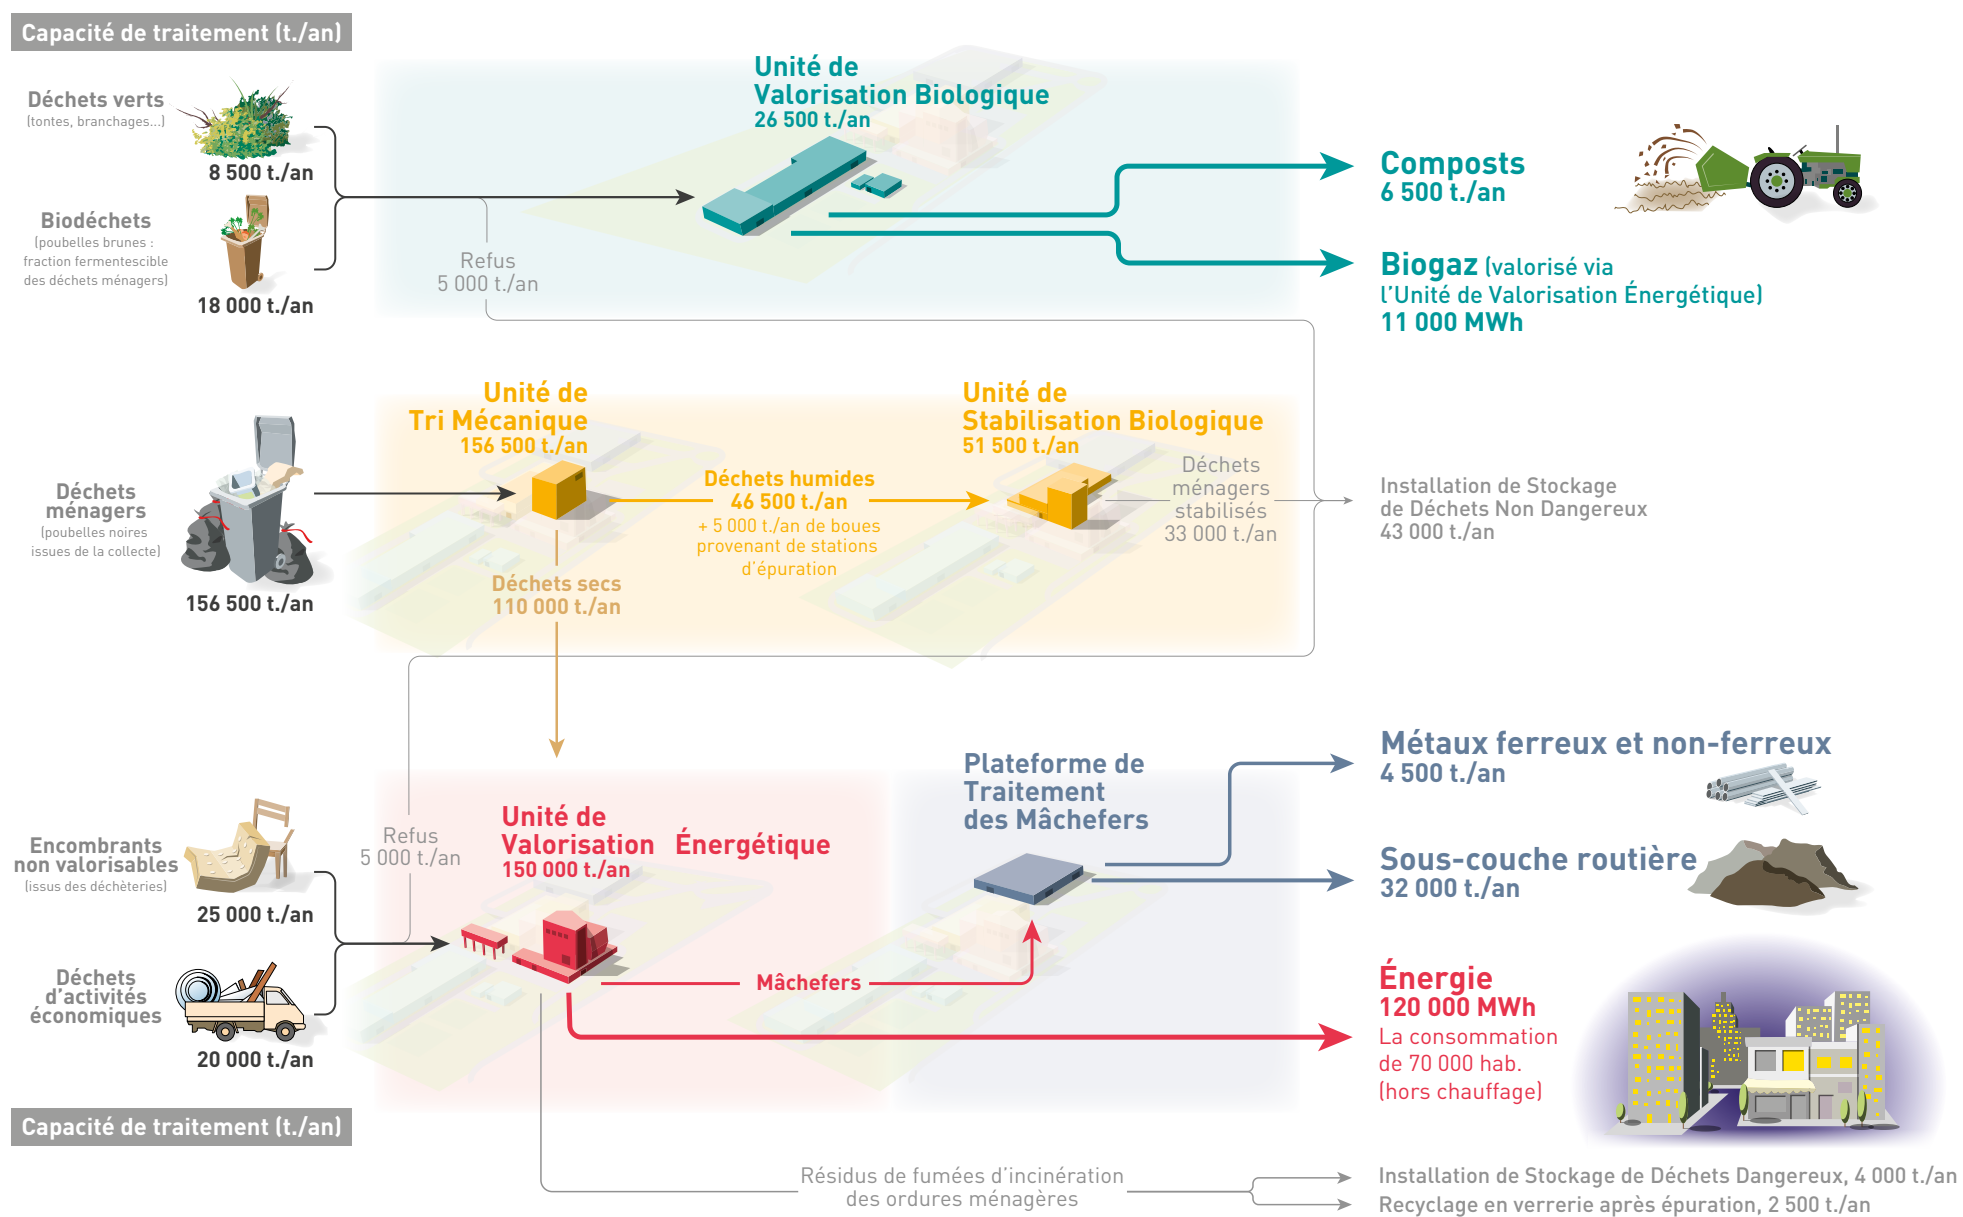 Capacité de traitement (t./an)
Déchets verts
(tontes, branchages...)
8 500 t./an
Biodéchets
(poubelles brunes :
fraction fermentescible
des déchets ménagers)
18 000 t./an
Refus
5 000 t./an
Unité de
Valorisation Biologique
26 500 t./an
Composts
6 500 t./an
Biogaz (valorisé via
l'Unité de Valorisation Énergétique)
11 000 MWh
Déchets
ménagers
(poubelles noires
issues de la collecte)
156 500 t./an
Unité de
Tri Mécanique
156 500 t./an
Déchets humides
46 500 t./an
+ 5 000 t./an de boues
provenant de stations
d'épuration
Déchets secs
110 000 t./an
Unité de
Stabilisation Biologique
51 500 t./an
Déchets
ménagers
stabilisés
33 000 t./an
Installation de Stockage
de Déchets Non Dangereux
43 000 t./an
Encombrants
non valorisables
(issus des déchèteries)
25 000 t./an
Déchets
d'activités
économiques
20 000 t./an
Refus
5 000 t./an
Unité de
Valorisation Énergétique
150 000 t./an
Mâchefers
Plateforme de
Traitement
des Mâchefers
Métaux ferreux et non-ferreux
4 500 t./an
Sous-couche routière
32 000 t./an
Énergie
120 000 MWh
La consommation
de 70 000 hab.
(hors chauffage)
Capacité de traitement (t./an)
Résidus de fumées d'incinération
des ordures ménagères
Installation de Stockage de Déchets Dangereux, 4 000 t./an
Recyclage en verrerie après épuration, 2 500 t./an